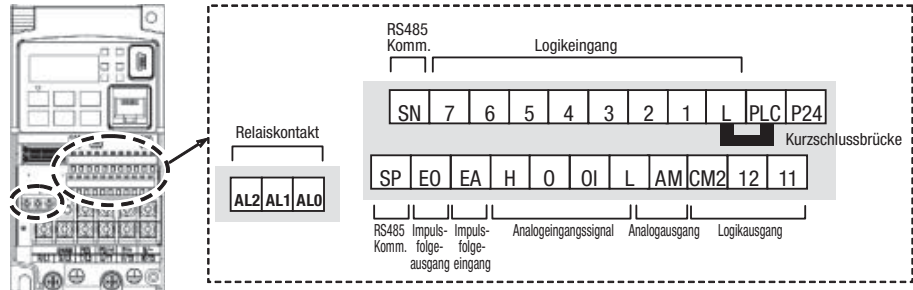 RS485
Komm.
Logikeingang
SN 7 6 5 4 3 2 1 L PLC P24
Kurzschlussbrücke
Relaiskontakt
AL2 AL1 AL0
SP EO EA H O OI L AM CM2 12 11
RS485
Komm.
Impuls-
folge-
ausgang
Impuls-
folge-
eingang
Analogeingangssignal
Analogausgang
Logikausgang